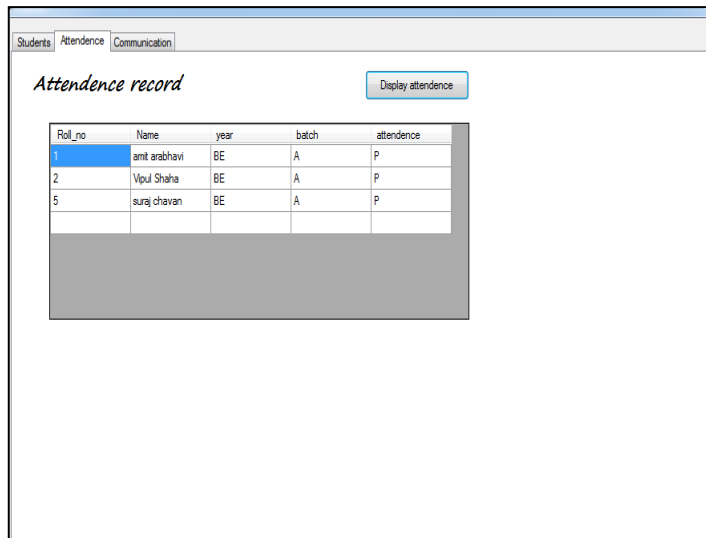 Students Attendence Communication
Attendence record Display attendence
Roll_no Name year batch attendence
1 amit arabhavi BE A P
2 Vipul Shaha BE A P
5 suraj chavan BE A P